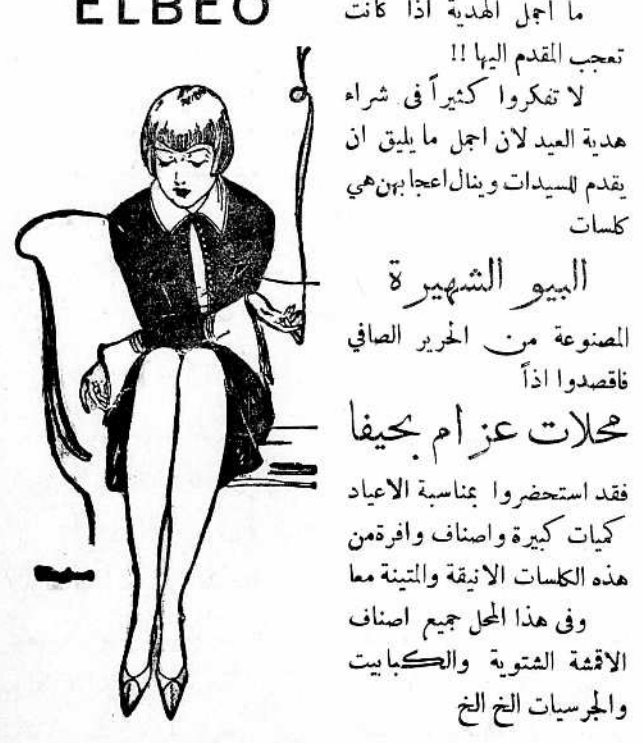 ELBEO
ما اجمل الهدية اذا كانت
تعجب المقدم اليها !!
لا تفكروا كثيراً فى شراء
هدية العيد لان اجمل ما يليق ان
يقدم للسيدات وينال اعجابهن هي
كلسات
البيو الشهيرة
المصنوعة من الحرير الصافي
فاقصدوا اذاً
محلات عزام بحيفا
فقد استحضروا بمناسبة الاعياد
كميات كبيرة واصناف وافرة من
هذه الكلسات الانيقة والمتينة معا
وفى هذا المحل جميع اصناف
الاقمشة الشتوية والكبابيت
والجرسيات الخ الخ